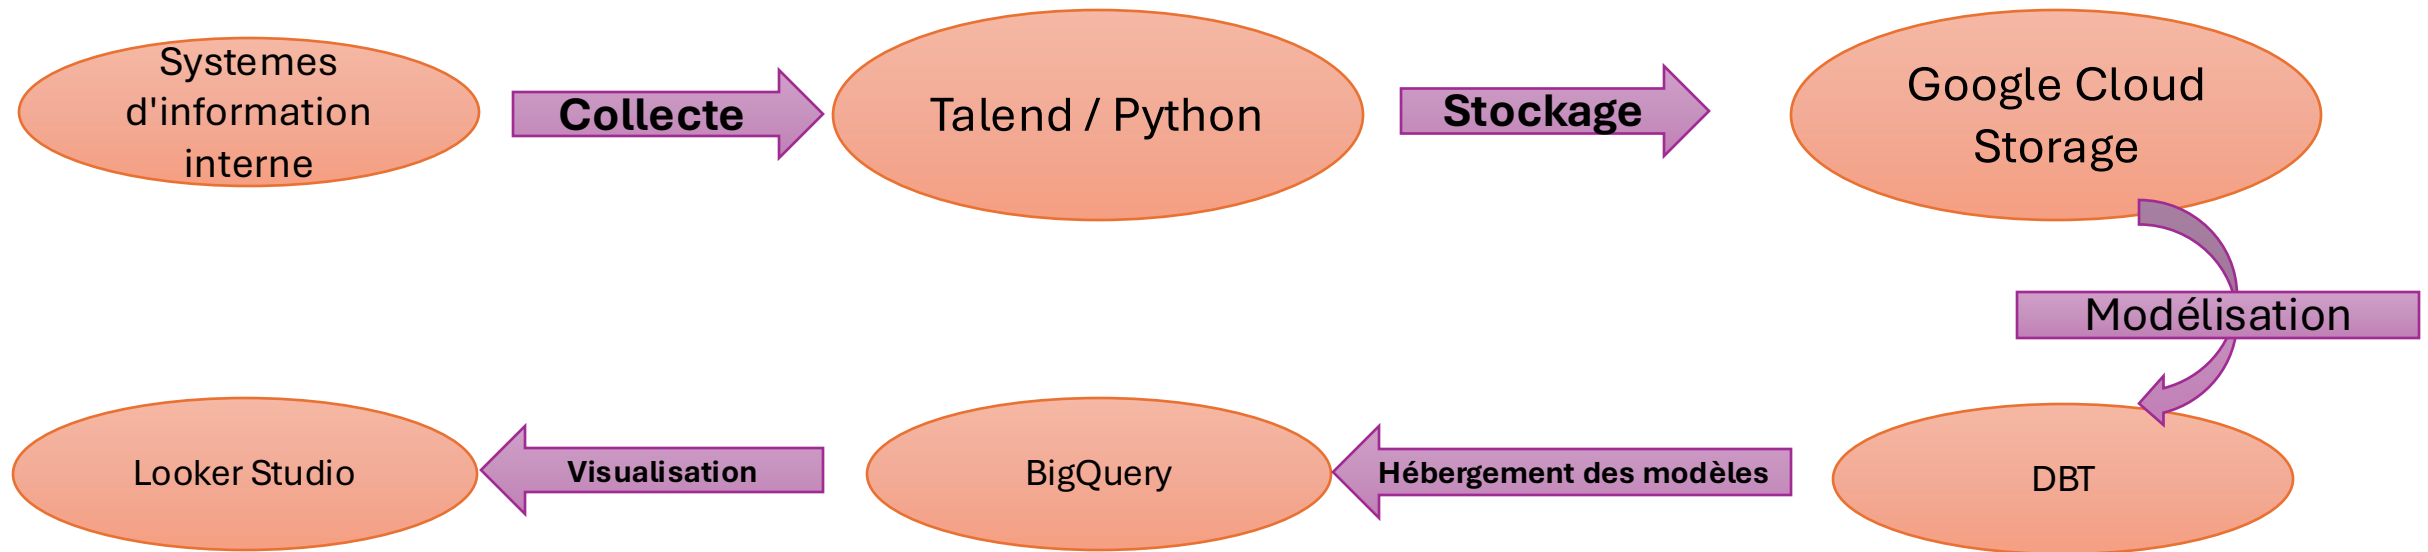 Systemes
d'information
interne
Collecte
Talend / Python
Stockage
Google Cloud
Storage
Modélisation
DBT
Hébergement des modèles
BigQuery
Visualisation
Looker Studio